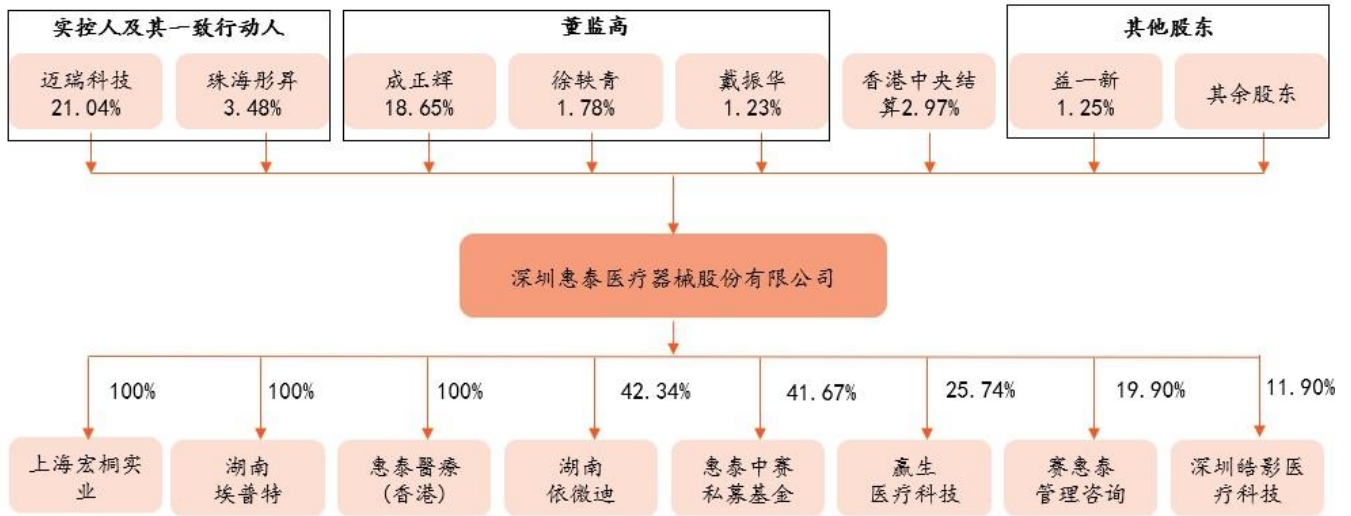 实控人及其一致行动人
董监高
其他股东
迈瑞科技
21.04%
珠海彤昇
3.48%
成正辉
18.65%
徐轶青
1.78%
戴振华
1.23%
香港中央结
算2.97%
益一新
1.25%
其余股东
深圳惠泰医疗器械股份有限公司
100%
100%
100%
42.34%
41.67%
25.74%
19.90%
11.90%
上海宏桐实
业
湖南
埃普特
惠泰醫療
(香港)
湖南
依微迪
惠泰中赛
私募基金
瀛生
医疗科技
赛惠泰
管理咨询
深圳皓影医
疗科技